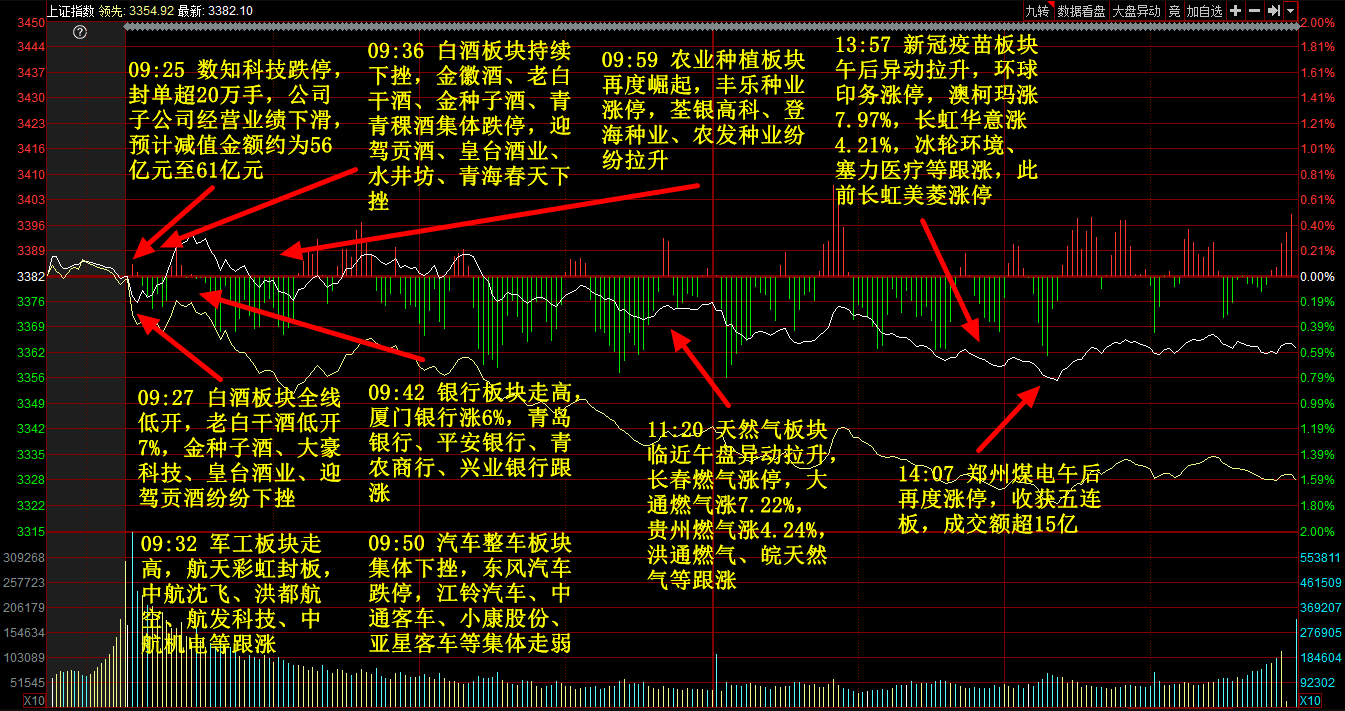 上证指数 领先: 3354.92 最新: 3382.10
九转 数据看盘 大盘异动 竞 加自选
3450
3444
3437
3430
3423
3416
3410
3403
3396
3389
3382
3376
3369
3362
3356
3349
3342
3335
3328
3322
3315
309268
257723
206179
154634
103089
51545
X10
09:25 数知科技跌停，
封单超20万手，公司
子公司经营业绩下滑，
预计减值金额约为56
亿元至61亿元
09:36 白酒板块持续
下挫，金徽酒、老白
干酒、金种子酒、青
青稞酒集体跌停，迎
驾贡酒、皇台酒业、
水井坊、青海春天下
挫
09:59 农业种植板块
再度崛起，丰乐种业
涨停，荃银高科、登
海种业、农发种业纷
纷拉升
13:57 新冠疫苗板块
午后异动拉升，环球
印务涨停，澳柯玛涨
7.97%，长虹华意涨
4.21%，冰轮环境、
塞力医疗等跟涨，此
前长虹美菱涨停
09:27 白酒板块全线
低开，老白干酒低开
7%，金种子酒、大豪
科技、皇台酒业、迎
驾贡酒纷纷下挫
09:42 银行板块走高，
厦门银行涨6%，青岛
银行、平安银行、青
农商行、兴业银行跟
涨
11:20 天然气板块
临近午盘异动拉升，
长春燃气涨停，大
通燃气涨7.22%，
贵州燃气涨4.24%，
洪通燃气、皖天然
气等跟涨
14:07 郑州煤电午后
再度涨停，收获五连
板，成交额超15亿
09:32 军工板块走
高，航天彩虹封板，
中航沈飞、洪都航
空、航发科技、中
航机电等跟涨
09:50 汽车整车板块
集体下挫，东风汽车
跌停，江铃汽车、中
通客车、小康股份、
亚星客车等集体走弱
2.00%
1.81%
1.61%
1.61%
1.41%
1.21%
1.01%
0.81%
0.61%
0.40%
0.21%
0.00%
0.19%
0.39%
0.59%
0.79%
0.99%
1.19%
1.39%
1.59%
1.80%
2.00%
553811
461509
369207
276905
184604
92302
X10